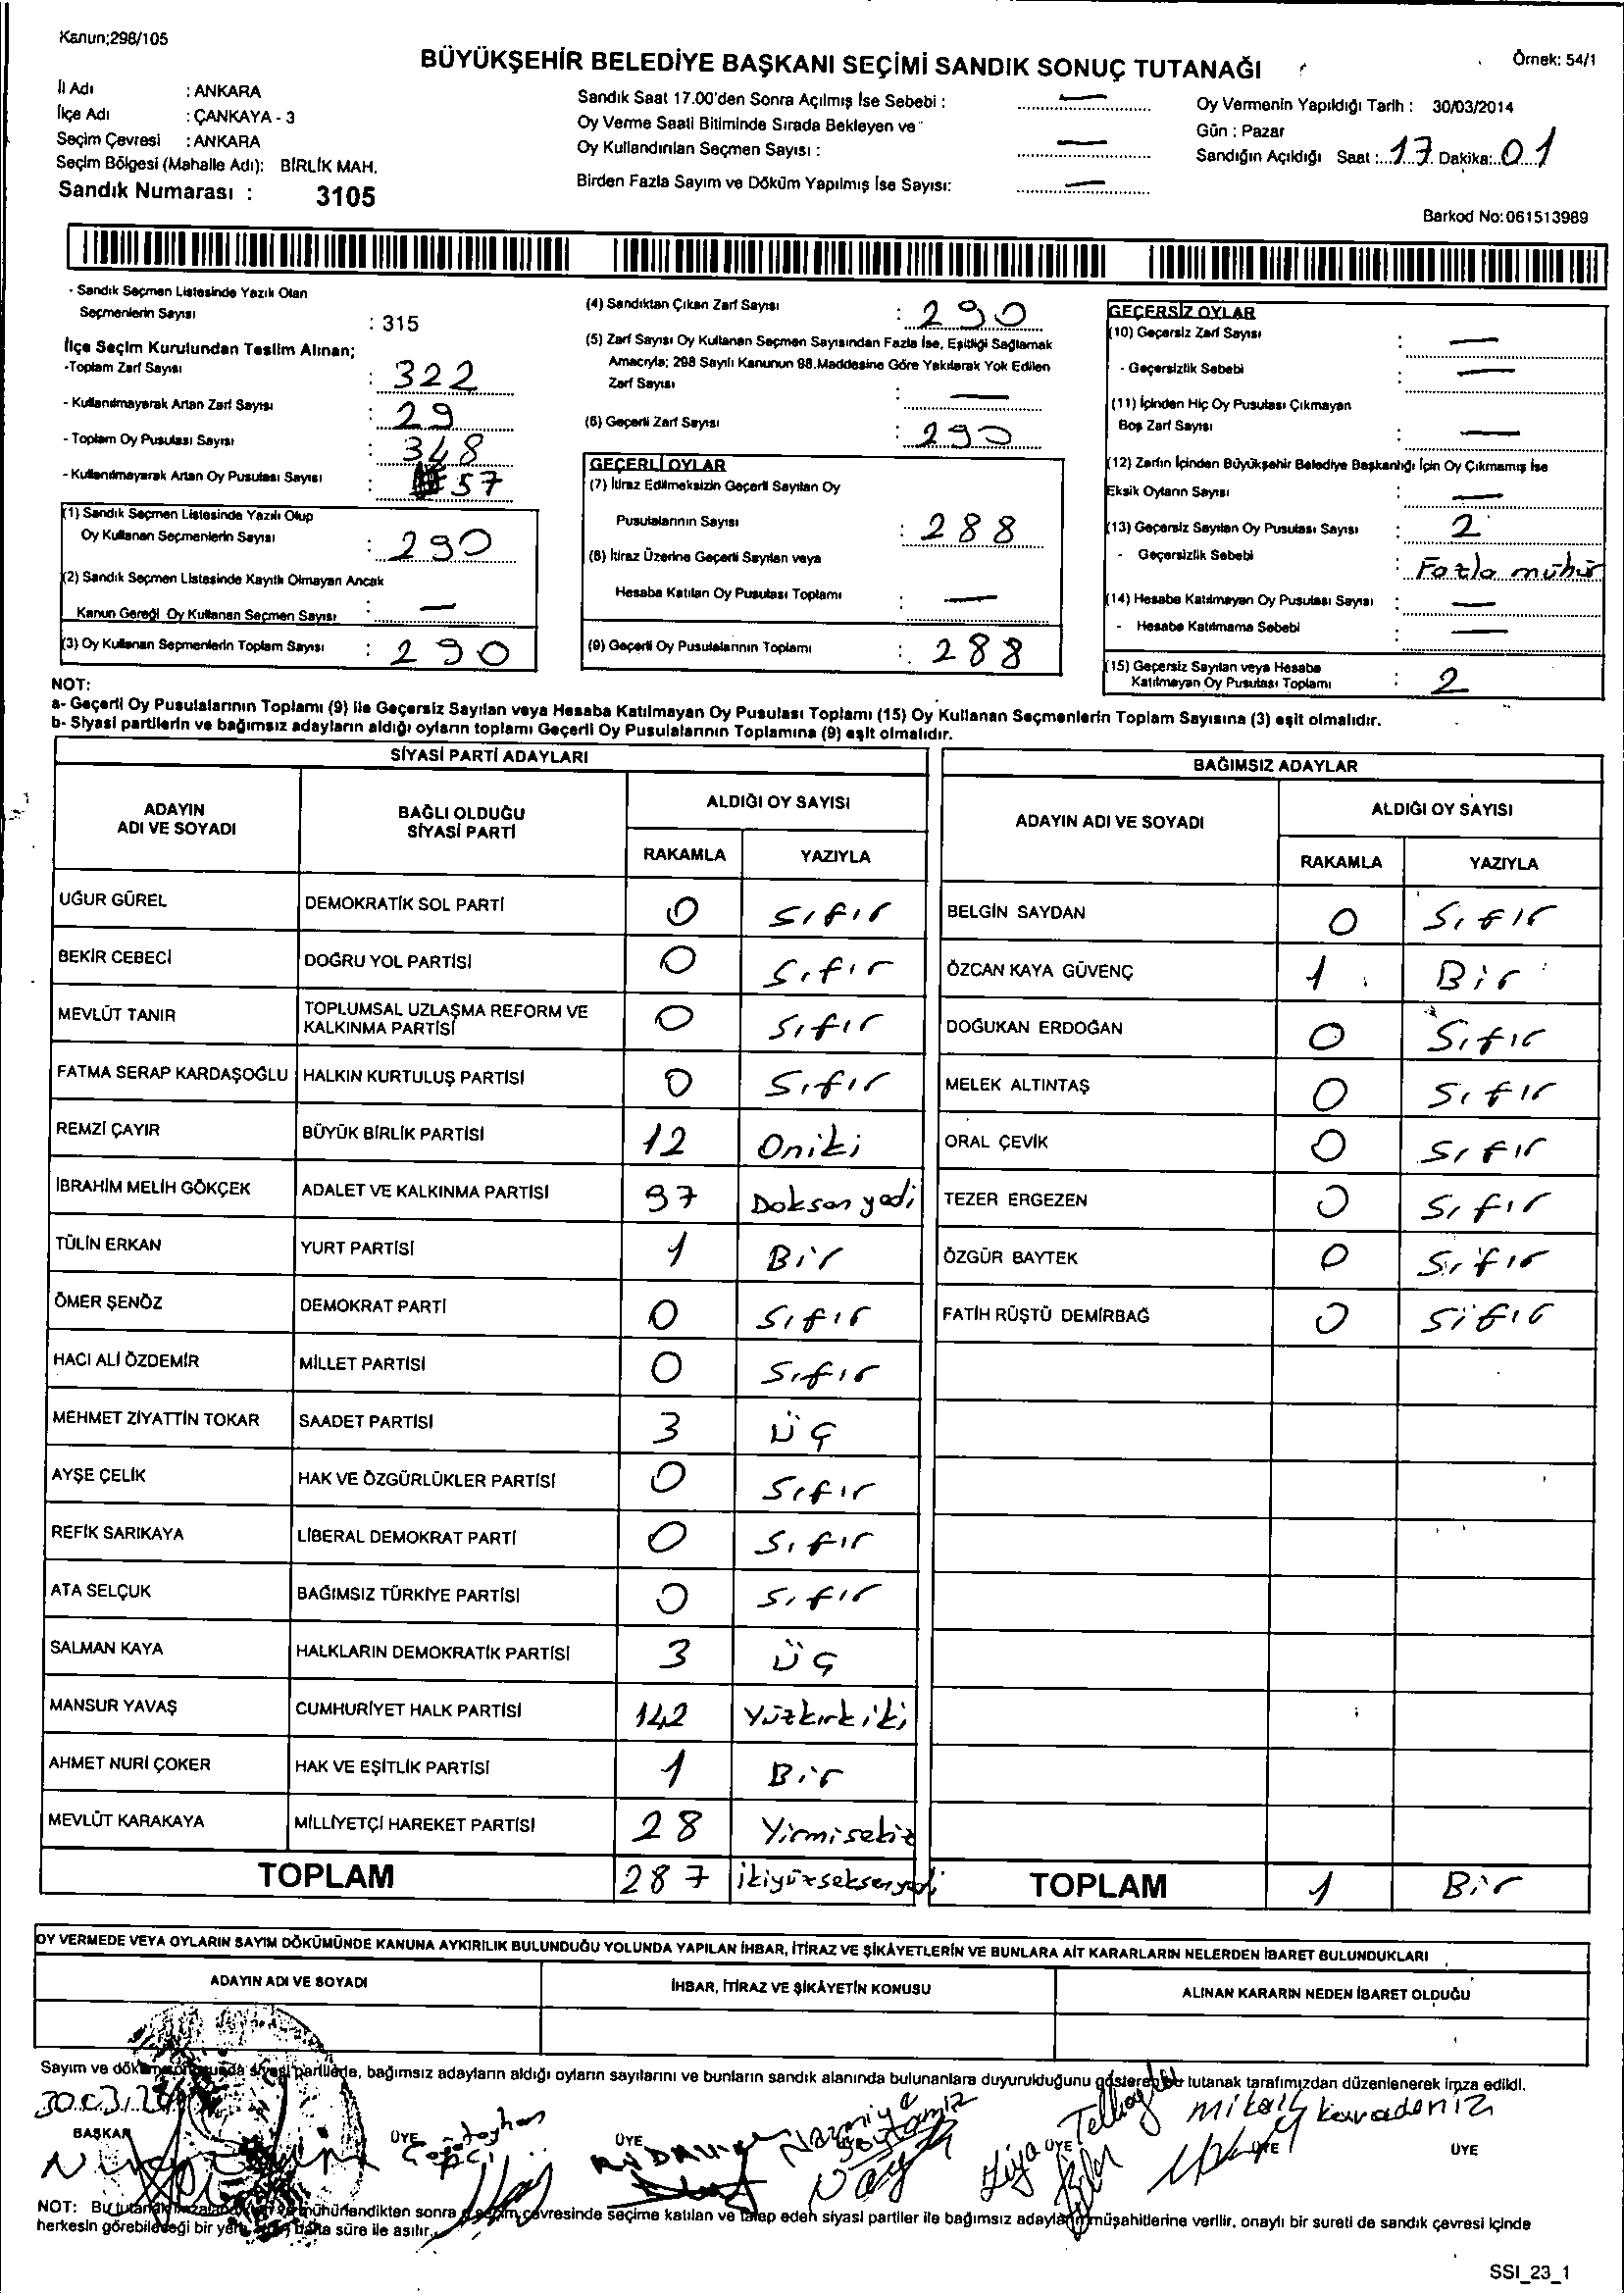 Kanun;298/105
BÜYÜKŞEHİR BELEDİYE BAŞKANI SEÇİMİ SANDIK SONUÇ TUTANAĞI
Örnek: 54/1
İl Adı : ANKARA
İlçe Adı : ÇANKAYA - 3
Seçim Çevresi : ANKARA
Seçim Bölgesi (Mahalle Adı): BİRLİK MAH.
Sandık Numarası : 3105
Sandık Saat 17.00'den Sonra Açılmış İse Sebebi : —
Oy Verme Saati Bitiminde Sırada Bekleyen ve
Oy Kullandırılan Seçmen Sayısı : —
Birden Fazla Sayım ve Döküm Yapılmış İse Sayısı: —
Oy Vermenin Yapıldığı Tarih : 30/03/2014
Gün : Pazar
Sandığın Açıldığı Saat : 17 Dakika: 01
Barkod No:061513989
- Sandık Seçmen Listesinde Yazılı Olan
Seçmenlerin Sayısı : 315
İlçe Seçim Kurulundan Teslim Alınan;
-Toplam Zarf Sayısı : 322
- Kullanılmayarak Artan Zarf Sayısı : 29
- Toplam Oy Pusulası Sayısı : 348
- Kullanılmayarak Artan Oy Pusulası Sayısı : 57
(1) Sandık Seçmen Listesinde Yazılı Olup
Oy Kullanan Seçmenlerin Sayısı : 290
(2) Sandık Seçmen Listesinde Kayıtlı Olmayan Ancak
Kanun Gereği Oy Kullanan Seçmen Sayısı : —
(3) Oy Kullanan Seçmenlerin Toplam Sayısı : 290
(4) Sandıktan Çıkan Zarf Sayısı : 290
(5) Zarf Sayısı Oy Kullanan Seçmen Sayısından Fazla İse, Eşitliği Sağlamak
Amacıyla; 298 Sayılı Kanunun 98.Maddesine Göre Yakılarak Yok Edilen
Zarf Sayısı : —
(6) Geçerli Zarf Sayısı : 290
GEÇERLİ OYLAR
(7) İtiraz Edilmeksizin Geçerli Sayılan Oy
Pusulalarının Sayısı : 288
(8) İtiraz Üzerine Geçerli Sayılan veya
Hesaba Katılan Oy Pusulası Toplamı : —
(9) Geçerli Oy Pusulalarının Toplamı : 288
GEÇERSİZ OYLAR
(10) Geçersiz Zarf Sayısı : —
- Geçersizlik Sebebi : —
(11) İçinden Hiç Oy Pusulası Çıkmayan
Boş Zarf Sayısı : —
(12) Zarfın İçinden Büyükşehir Belediye Başkanlığı İçin Oy Çıkmamış İse
Eksik Oyların Sayısı : —
(13) Geçersiz Sayılan Oy Pusulası Sayısı : 2
- Geçersizlik Sebebi : Fazla mühür
(14) Hesaba Katılmayan Oy Pusulası Sayısı : —
- Hesaba Katılmama Sebebi : —
(15) Geçersiz Sayılan veya Hesaba
Katılmayan Oy Pusulası Toplamı : 2
NOT:
a- Geçerli Oy Pusulalarının Toplamı (9) ile Geçersiz Sayılan veya Hesaba Katılmayan Oy Pusulası Toplamı (15) Oy Kullanan Seçmenlerin Toplam Sayısına (3) eşit olmalıdır.
b- Siyasi partilerin ve bağımsız adayların aldığı oyların toplamı Geçerli Oy Pusulalarının Toplamına (9) eşit olmalıdır.
SİYASİ PARTİ ADAYLARI
ADAYIN ADI VE SOYADI BAĞLI OLDUĞU SİYASİ PARTİ ALDIĞI OY SAYISI
RAKAMLA YAZIYLA
UĞUR GÜREL DEMOKRATİK SOL PARTİ 0 Sıfır
BEKİR CEBECİ DOĞRU YOL PARTİSİ 0 Sıfır
MEVLÜT TANIR TOPLUMSAL UZLAŞMA REFORM VE KALKINMA PARTİSİ 0 Sıfır
FATMA SERAP KARDAŞOĞLU HALKIN KURTULUŞ PARTİSİ 0 Sıfır
REMZİ ÇAYIR BÜYÜK BİRLİK PARTİSİ 12 Oniki
İBRAHİM MELİH GÖKÇEK ADALET VE KALKINMA PARTİSİ 97 Doksan yedi
TÜLİN ERKAN YURT PARTİSİ 1 Bir
ÖMER ŞENÖZ DEMOKRAT PARTİ 0 Sıfır
HACI ALİ ÖZDEMİR MİLLET PARTİSİ 0 Sıfır
MEHMET ZİYATTİN TOKAR SAADET PARTİSİ 3 Üç
AYŞE ÇELİK HAK VE ÖZGÜRLÜKLER PARTİSİ 0 Sıfır
REFİK SARIKAYA LİBERAL DEMOKRAT PARTİ 0 Sıfır
ATA SELÇUK BAĞIMSIZ TÜRKİYE PARTİSİ 0 Sıfır
SALMAN KAYA HALKLARIN DEMOKRATİK PARTİSİ 3 Üç
MANSUR YAVAŞ CUMHURİYET HALK PARTİSİ 142 Yüzkırkiki
AHMET NURİ ÇOKER HAK VE EŞİTLİK PARTİSİ 1 Bir
MEVLÜT KARAKAYA MİLLİYETÇİ HAREKET PARTİSİ 28 Yirmisekiz
TOPLAM 287 ikiyüzseksenyedi
BAĞIMSIZ ADAYLAR
ADAYIN ADI VE SOYADI ALDIĞI OY SAYISI
RAKAMLA YAZIYLA
BELGİN SAYDAN 0 Sıfır
ÖZCAN KAYA GÜVENÇ 1 Bir
DOĞUKAN ERDOĞAN 0 Sıfır
MELEK ALTINTAŞ 0 Sıfır
ORAL ÇEVİK 0 Sıfır
TEZER ERGEZEN 0 Sıfır
ÖZGÜR BAYTEK 0 Sıfır
FATİH RÜŞTÜ DEMİRBAĞ 0 Sıfır
TOPLAM 1 Bir
OY VERMEDE VEYA OYLARIN SAYIM DÖKÜMÜNDE KANUNA AYKIRILIK BULUNDUĞU YOLUNDA YAPILAN İHBAR, İTİRAZ VE ŞİKÂYETLERİN VE BUNLARA AİT KARARLARIN NELERDEN İBARET BULUNDUKLARI
ADAYIN ADI VE SOYADI İHBAR, İTİRAZ VE ŞİKÂYETİN KONUSU ALINAN KARARIN NEDEN İBARET OLDUĞU
Sayım ve döküm siyasi partilerle, bağımsız adayların aldığı oyların sayılarını ve bunların sandık alanında bulunanlara duyurulduğunu gösteren bu tutanak tarafımızdan düzenlenerek imza edildi.
BAŞKAN ÜYE ÜYE ÜYE ÜYE ÜYE
Nazmiye Ziya Mikail Karadeniz
NOT: Bu mühürlendikten sonra çevresinde seçime katılan ve talep eden siyasi partiler ile bağımsız adayların müşahitlerine verilir, onaylı bir sureti de sandık çevresi içinde
herkesin görebileceği bir yere hafta süre ile asılır.
SSI_23_1